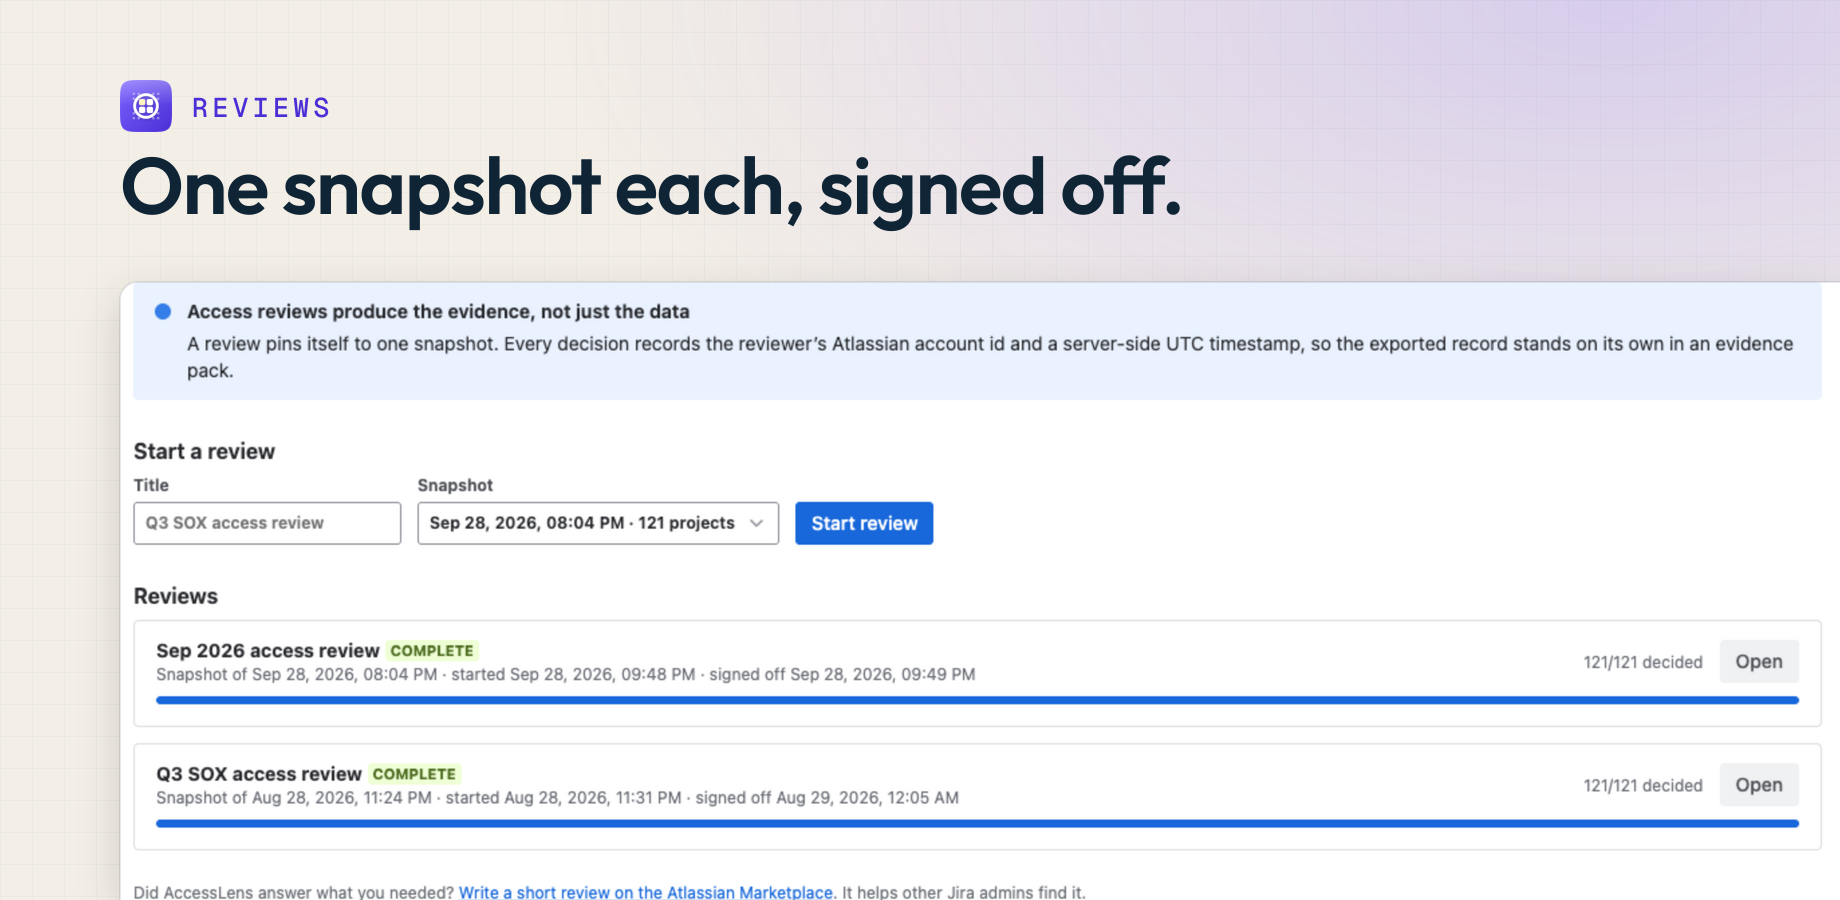 REVIEWS
One snapshot each, signed off.
Access reviews produce the evidence, not just the data
A review pins itself to one snapshot. Every decision records the reviewer’s Atlassian account id and a server-side UTC timestamp, so the exported record stands on its own in an evidence
pack.
Start a review
Title
Snapshot
Q3 SOX access review
Sep 28, 2026, 08:04 PM · 121 projects
Start review
Reviews
Sep 2026 access review COMPLETE
Snapshot of Sep 28, 2026, 08:04 PM · started Sep 28, 2026, 09:48 PM · signed off Sep 28, 2026, 09:49 PM
121/121 decided
Open
Q3 SOX access review COMPLETE
Snapshot of Aug 28, 2026, 11:24 PM · started Aug 28, 2026, 11:31 PM · signed off Aug 29, 2026, 12:05 AM
121/121 decided
Open
Did AccessLens answer what you needed? Write a short review on the Atlassian Marketplace. It helps other Jira admins find it.